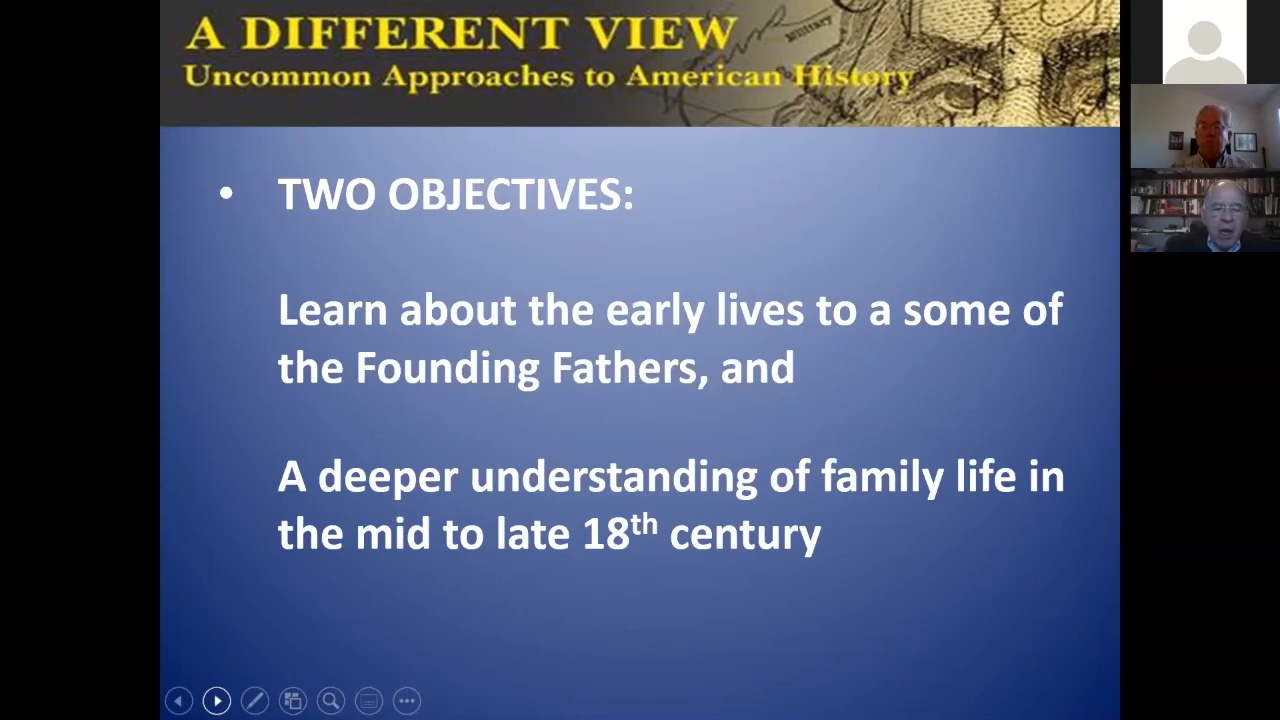 A DIFFERENT VIEW
Military
Uncommon Approaches to American History
• TWO OBJECTIVES:
Learn about the early lives to a some of
the Founding Fathers, and
A deeper understanding of family life in
the mid to late 18th century